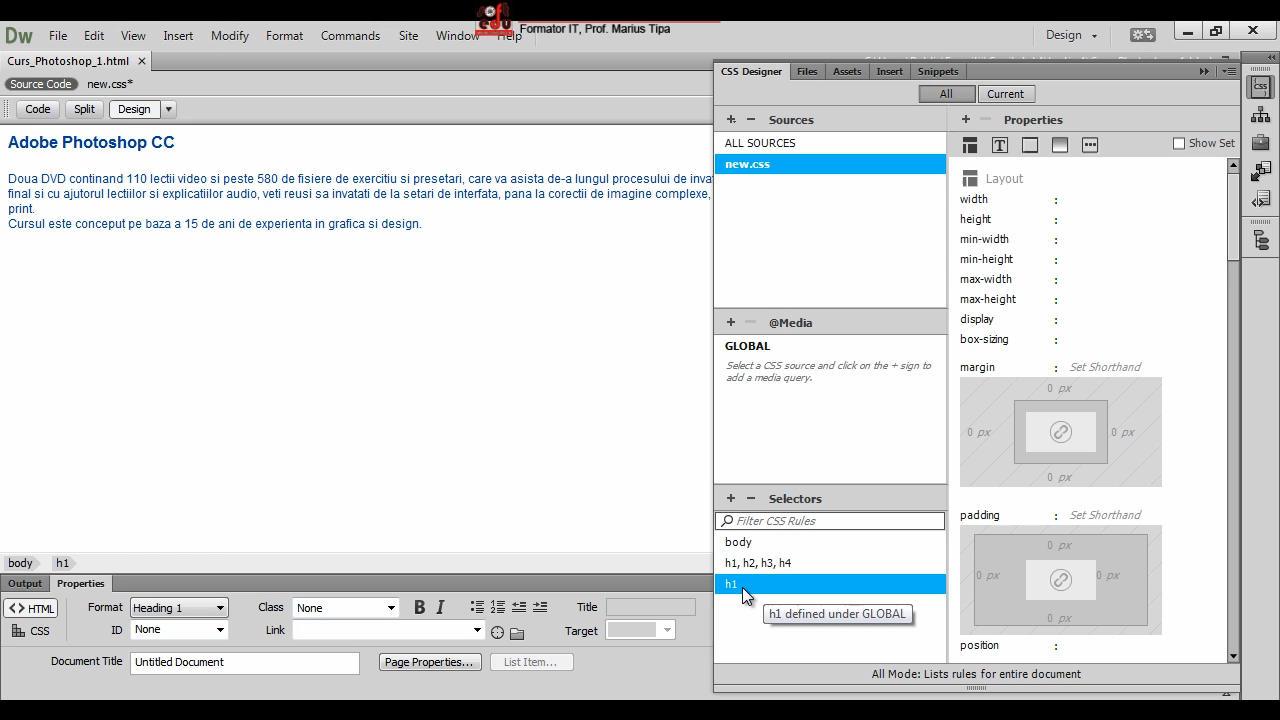 Formator IT, Prof. Marius Tipa
Dw File Edit View Insert Modify Format Commands Site Window Help Design
Curs_Photoshop_1.html
Source Code new.css*
Code Split Design
Adobe Photoshop CC
Doua DVD continand 110 lectii video si peste 580 de fisiere de exercitiu si presetari, care va asista de-a lungul procesului de
final si cu ajutorul lectiilor si explicatiilor audio, veti reusi sa invatati de la setari de interfata, pana la corectii de imagine complexe,
print.
Cursul este conceput pe baza a 15 de ani de experienta in grafica si design.
body h1
Output Properties
<> HTML Format Heading 1 Class None B I Title
CSS ID None Link Target
Document Title Untitled Document Page Properties... List Item...
CSS Designer Files Assets Insert Snippets
All Current
Sources
ALL SOURCES
new.css
@Media
GLOBAL
Select a CSS source and click on the + sign to
add a media query.
Selectors
Filter CSS Rules
body
h1, h2, h3, h4
h1
h1 defined under GLOBAL
Properties
T Show Set
Layout
width :
height :
min-width :
min-height :
max-width :
max-height :
display :
box-sizing :
margin : Set Shorthand
0 px
0 px 0 px
0 px
padding : Set Shorthand
0 px
0 px 0 px
0 px
position :
All Mode: Lists rules for entire document
CSS